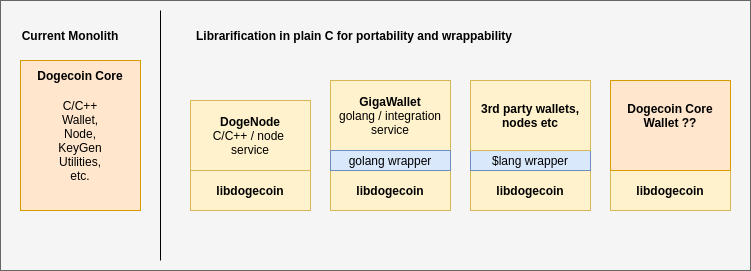 Current Monolith
Librarification in plain C for portability and wrappability
Dogecoin Core
C/C++
Wallet,
Node,
KeyGen
Utilities,
etc.
DogeNode
C/C++ / node
service
libdogecoin
GigaWallet
golang / integration
service
golang wrapper
libdogecoin
3rd party wallets,
nodes etc
$lang wrapper
libdogecoin
Dogecoin Core
Wallet ??
libdogecoin